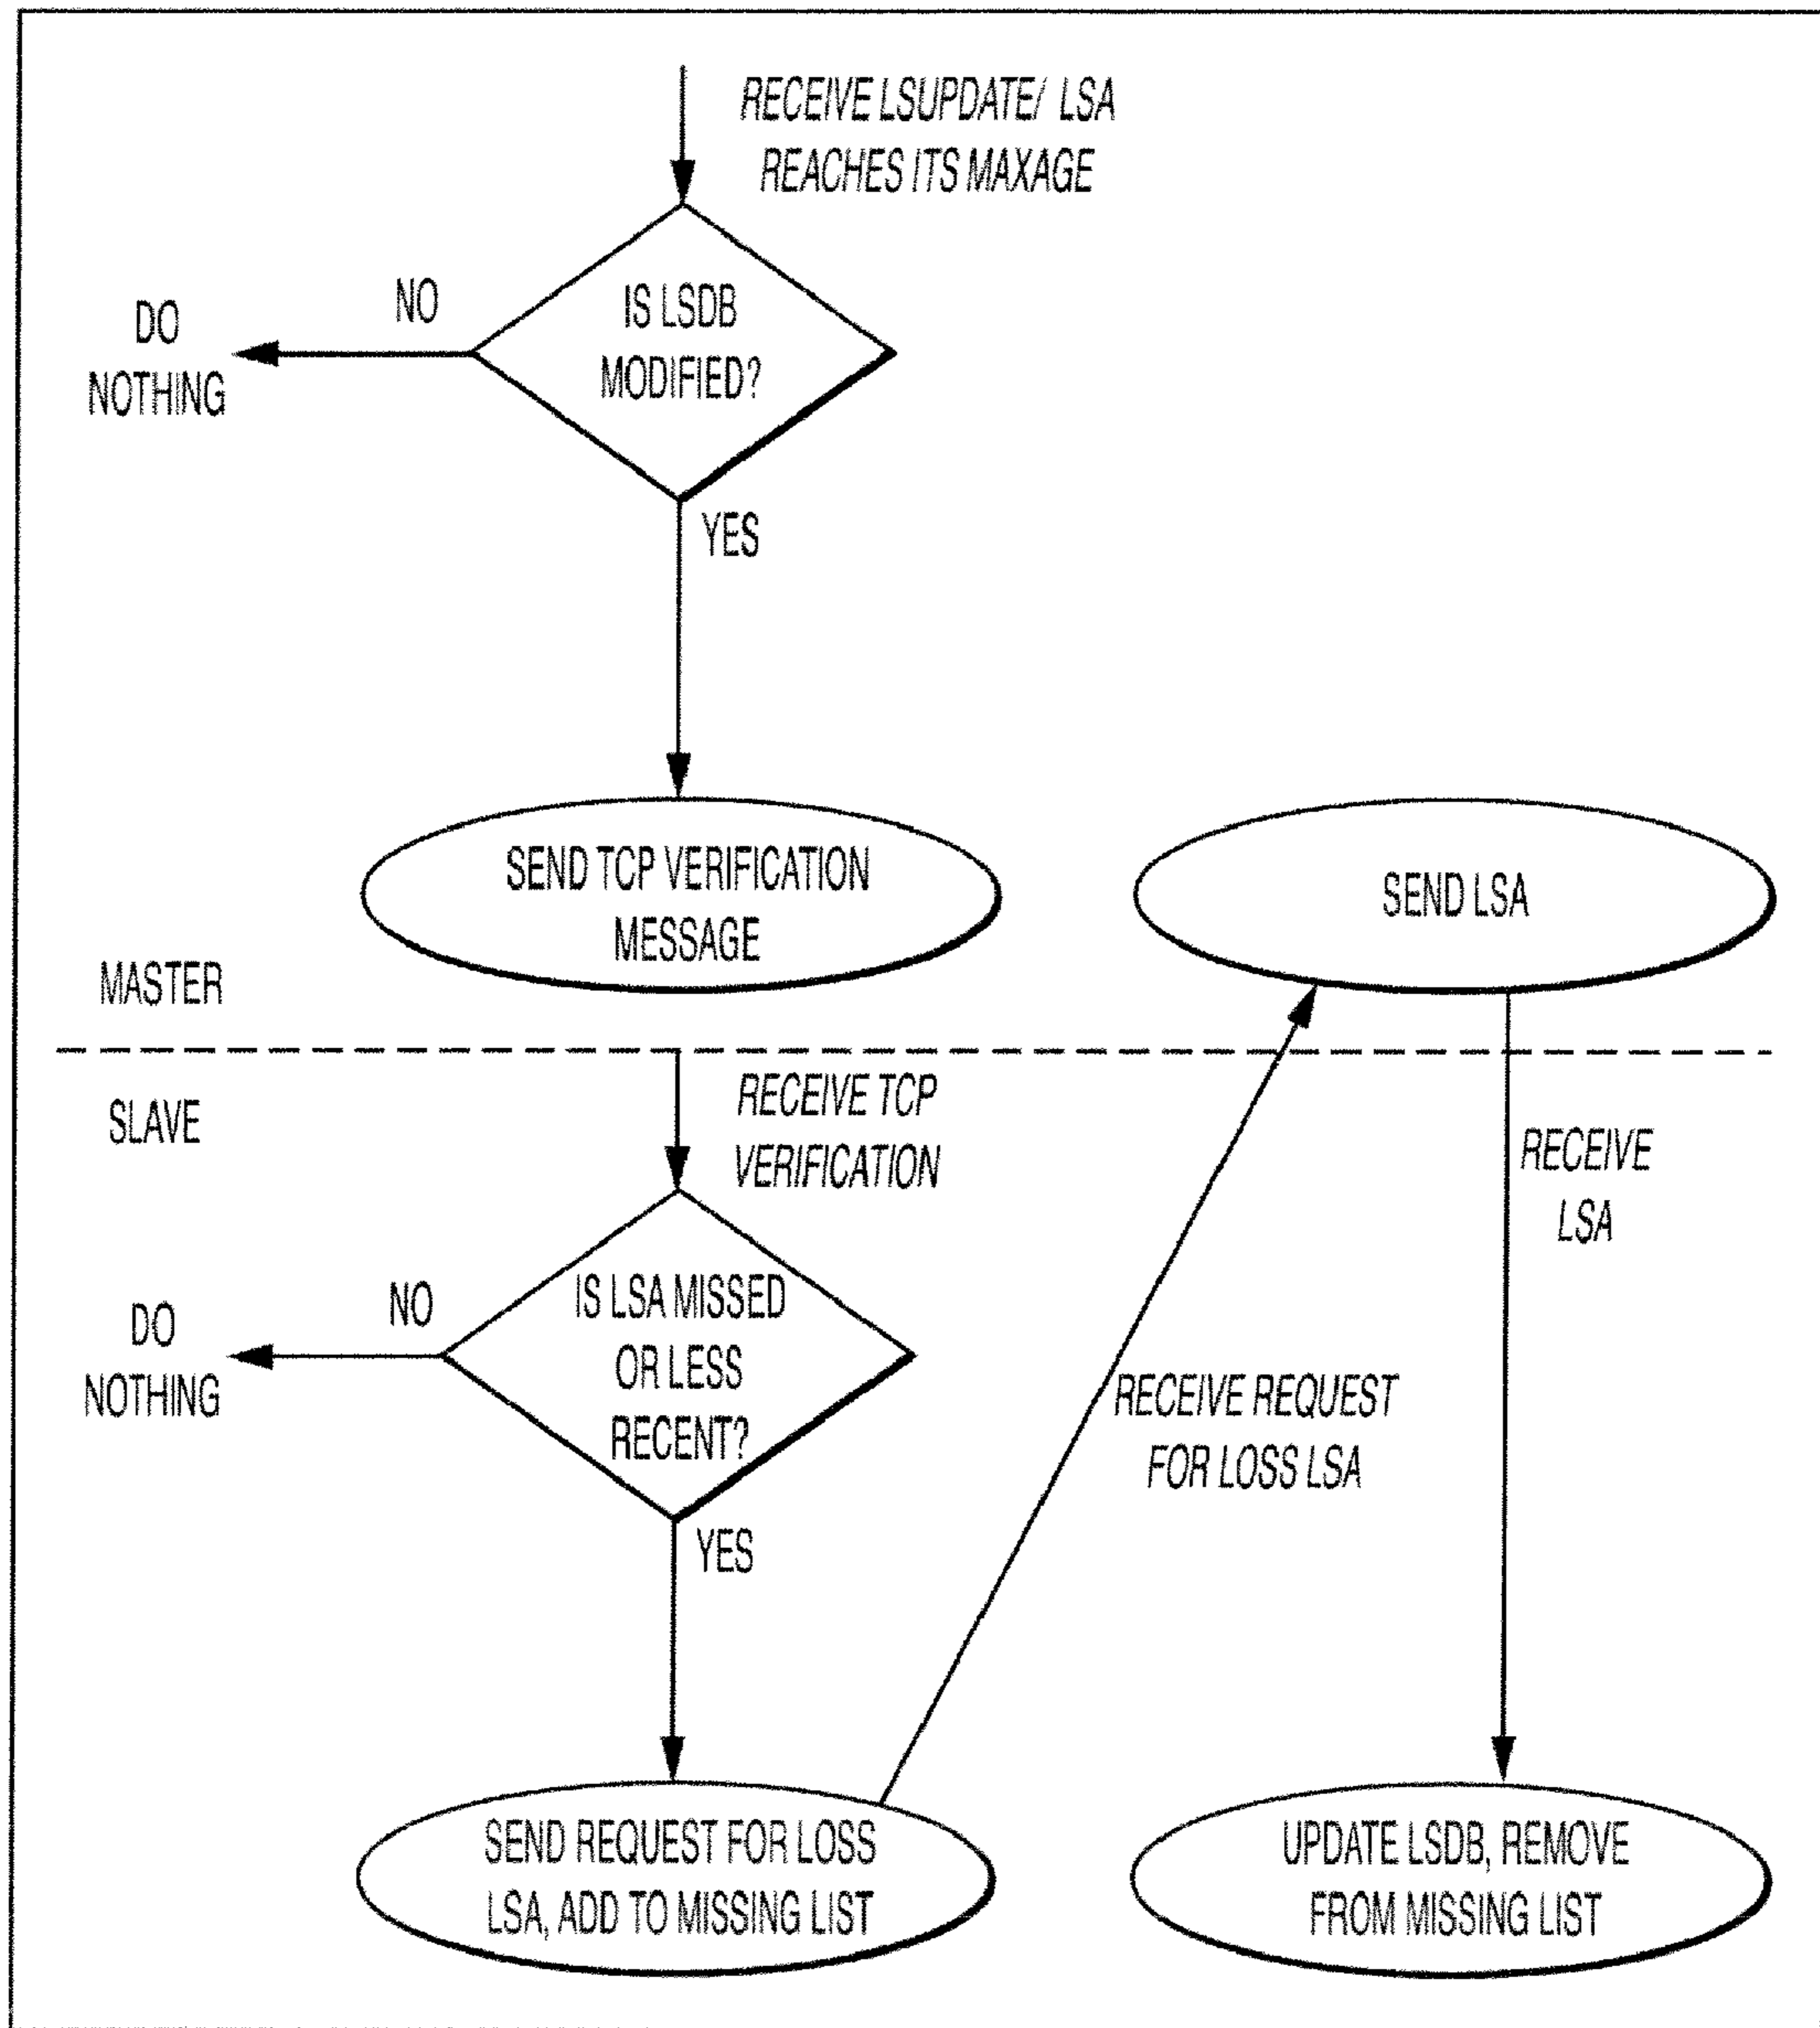 RECEIVE LSUPDATE/ LSA
REACHES ITS MAXAGE
IS LSDB
MODIFIED?
NO
DO
NOTHING
YES
SEND TCP VERIFICATION
MESSAGE
SEND LSA
MASTER
SLAVE
RECEIVE TCP
VERIFICATION
RECEIVE
LSA
IS LSA MISSED
OR LESS
RECENT?
NO
DO
NOTHING
RECEIVE REQUEST
FOR LOSS LSA
YES
SEND REQUEST FOR LOSS
LSA, ADD TO MISSING LIST
UPDATE LSDB, REMOVE
FROM MISSING LIST